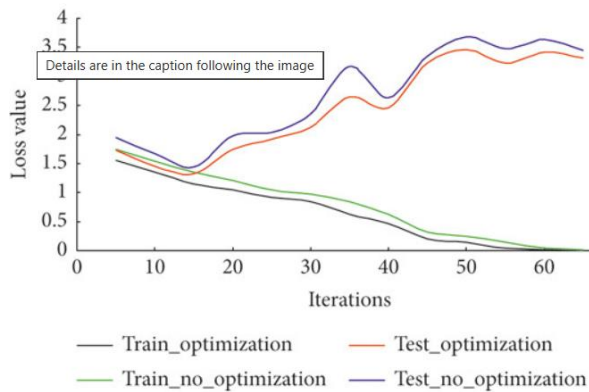 4
3.5
Details are in the caption following the image
2.5
2
1.5
1
0.5
0
Loss value
0 10 20 30 40 50 60
Iterations
Train_optimization Test_optimization
Train_no_optimization Test_no_optimization